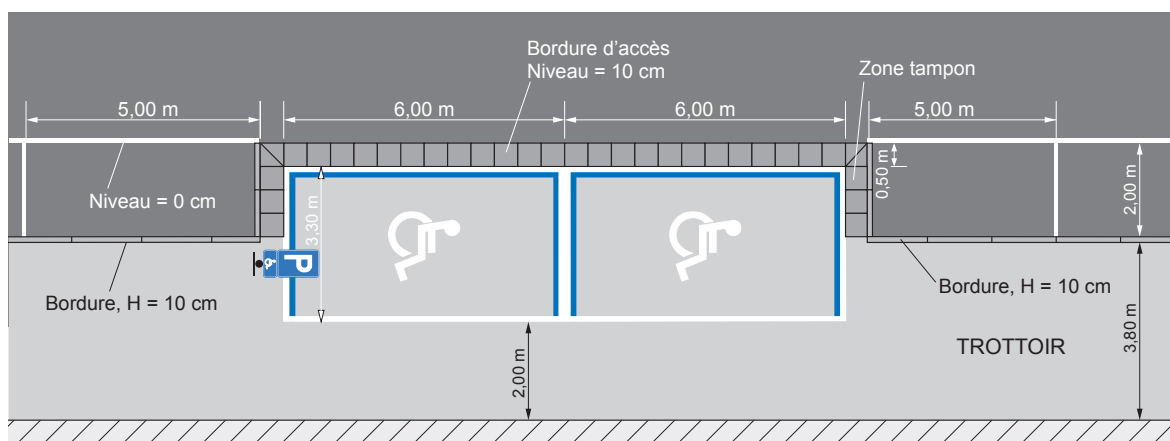 Bordure d'accès
Niveau = 10 cm
Zone tampon
5,00 m
6,00 m
6,00 m
5,00 m
0,50 m
2,00 m
Niveau = 0 cm
3,30 m
P
Bordure, H = 10 cm
Bordure, H = 10 cm
TROTTOIR
2,00 m
3,80 m